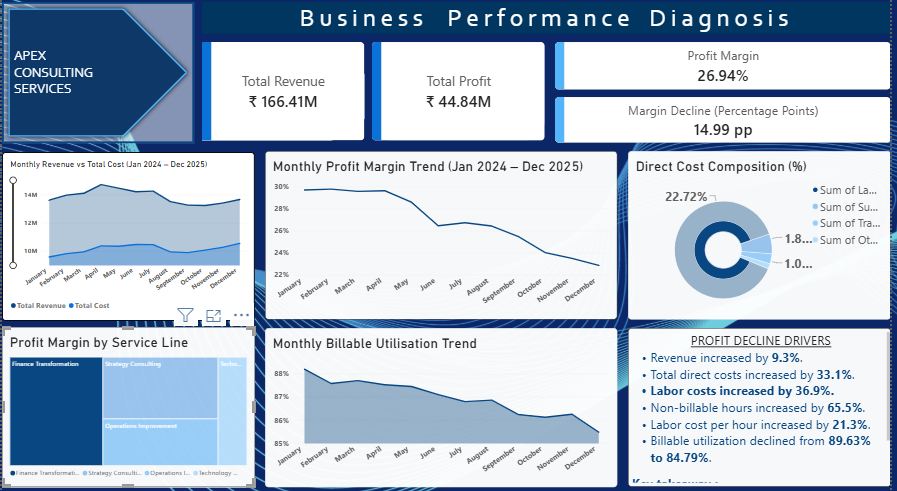 Business Performance Diagnosis
APEX
CONSULTING
SERVICES
Total Revenue
₹ 166.41M
Total Profit
₹ 44.84M
Profit Margin
26.94%
Margin Decline (Percentage Points)
14.99 pp
Monthly Revenue vs Total Cost (Jan 2024 – Dec 2025)
14M
12M
10M
January February March April May June July August September October November December
Total Revenue Total Cost
Monthly Profit Margin Trend (Jan 2024 – Dec 2025)
30%
28%
26%
24%
22%
January February March April May June July August September October November December
Direct Cost Composition (%)
22.72%
1.8...
1.0...
Sum of La...
Sum of Su...
Sum of Tra...
Sum of Ot...
Profit Margin by Service Line
Finance Transformation
Strategy Consulting
Techn...
Operations Improvement
Finance Transformati... Strategy Consulti... Operations I... Technology ...
Monthly Billable Utilisation Trend
88%
87%
86%
85%
January February March April May June July August September October November December
PROFIT DECLINE DRIVERS
• Revenue increased by 9.3%.
• Total direct costs increased by 33.1%.
• Labor costs increased by 36.9%.
• Non-billable hours increased by 65.5%.
• Labor cost per hour increased by 21.3%.
• Billable utilization declined from 89.63%
to 84.79%.